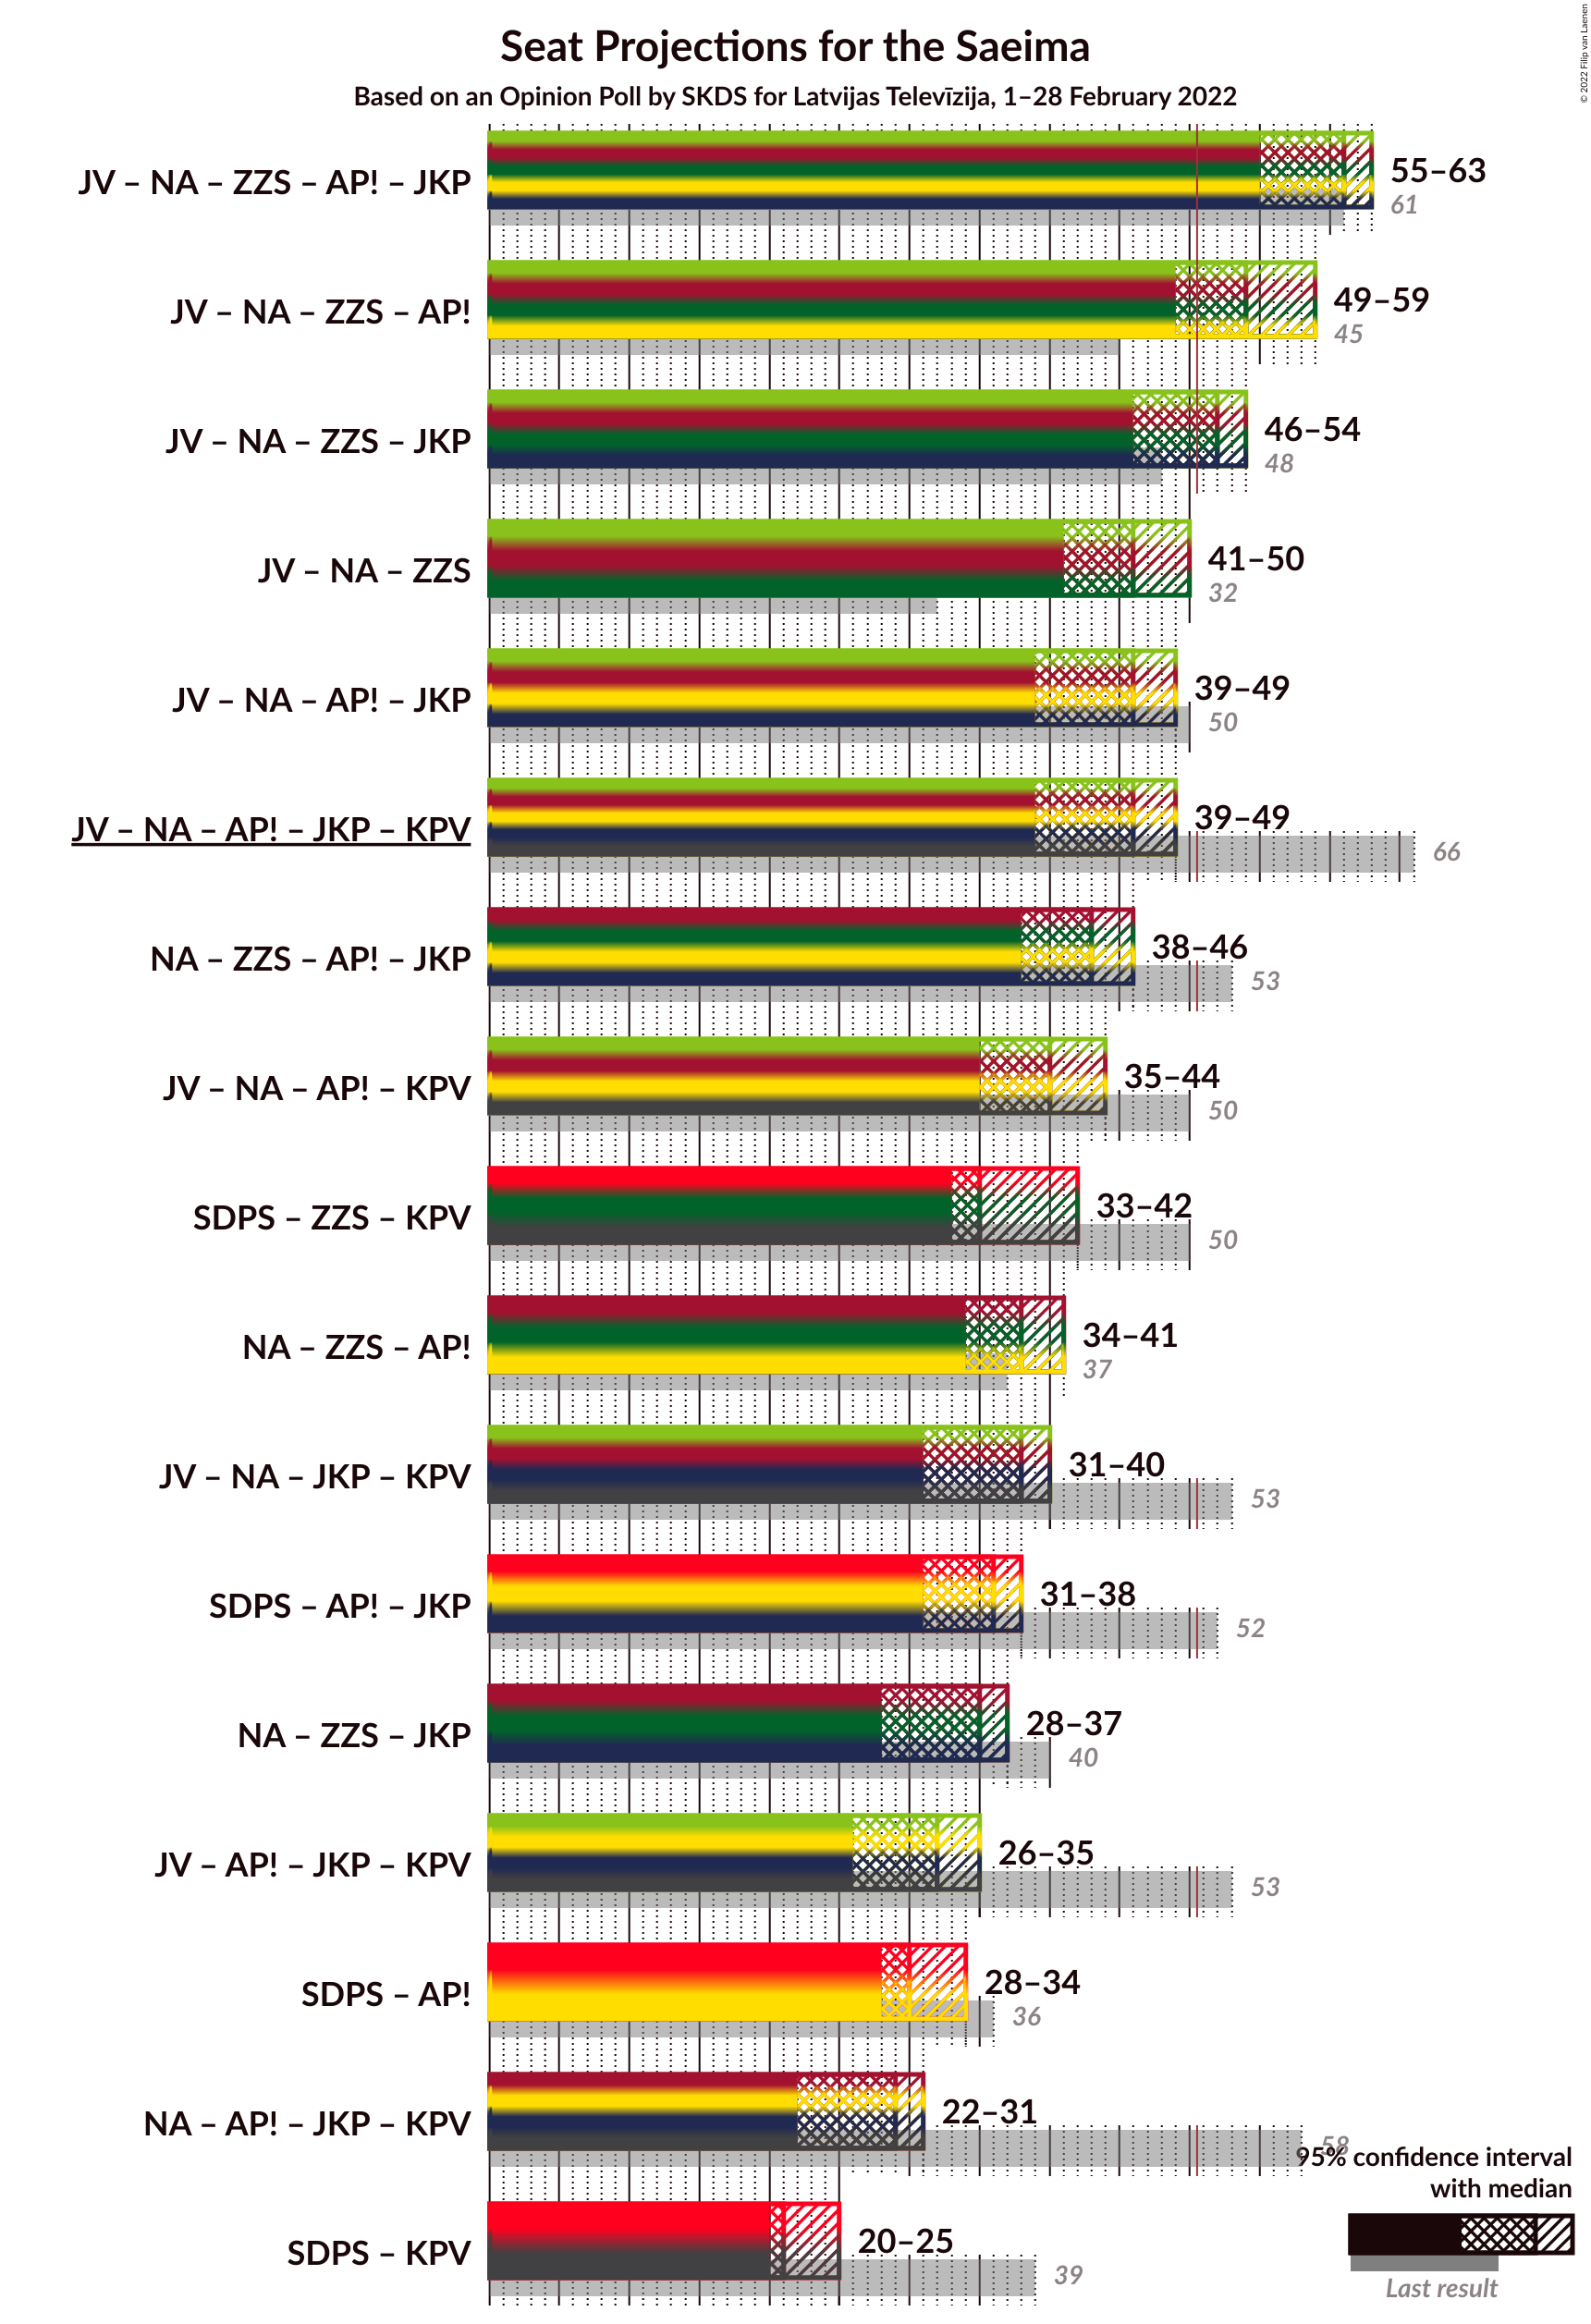 © 2022 Filip van Laenen
Seat Projections for the Saeima
Based on an Opinion Poll by SKDS for Latvijas Televīzija, 1–28 February 2022
JV – NA – ZZS – AP! – JKP
55–63
61
JV – NA – ZZS – AP!
49–59
45
JV – NA – ZZS – JKP
46–54
48
JV – NA – ZZS
41–50
32
JV – NA – AP! – JKP
39–49
50
JV – NA – AP! – JKP – KPV
39–49
66
NA – ZZS – AP! – JKP
38–46
53
JV – NA – AP! – KPV
35–44
50
SDPS – ZZS – KPV
33–42
50
NA – ZZS – AP!
34–41
37
JV – NA – JKP – KPV
31–40
53
SDPS – AP! – JKP
31–38
52
NA – ZZS – JKP
28–37
40
JV – AP! – JKP – KPV
26–35
53
SDPS – AP!
28–34
36
NA – AP! – JKP – KPV
22–31
58
SDPS – KPV
20–25
39
95% confidence interval
with median
Last result